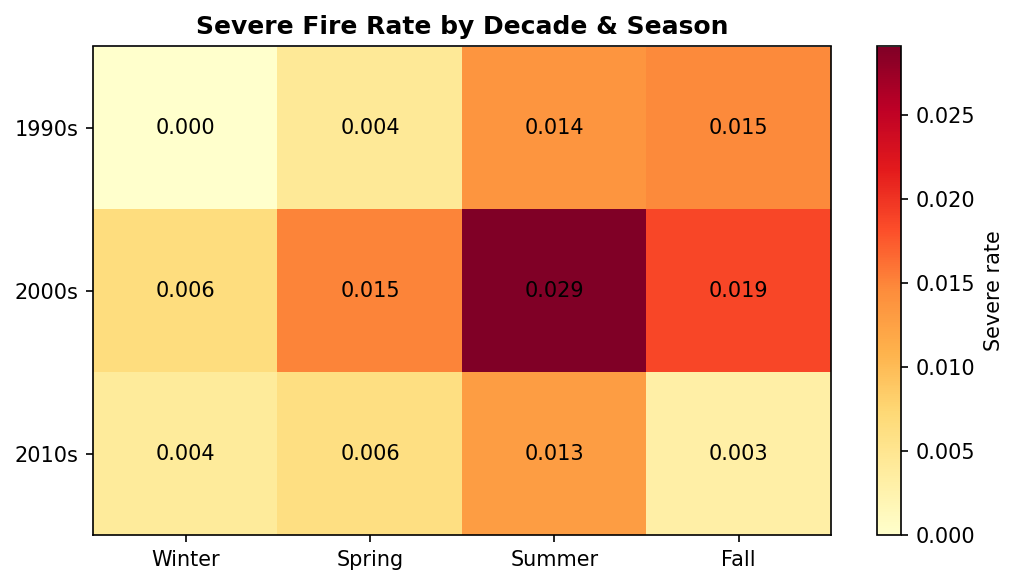 Severe Fire Rate by Decade & Season
1990s
0.000
0.004
0.014
0.015
2000s
0.006
0.015
0.029
0.019
2010s
0.004
0.006
0.013
0.003
Winter
Spring
Summer
Fall
0.025
0.020
0.015
0.010
0.005
0.000
Severe rate